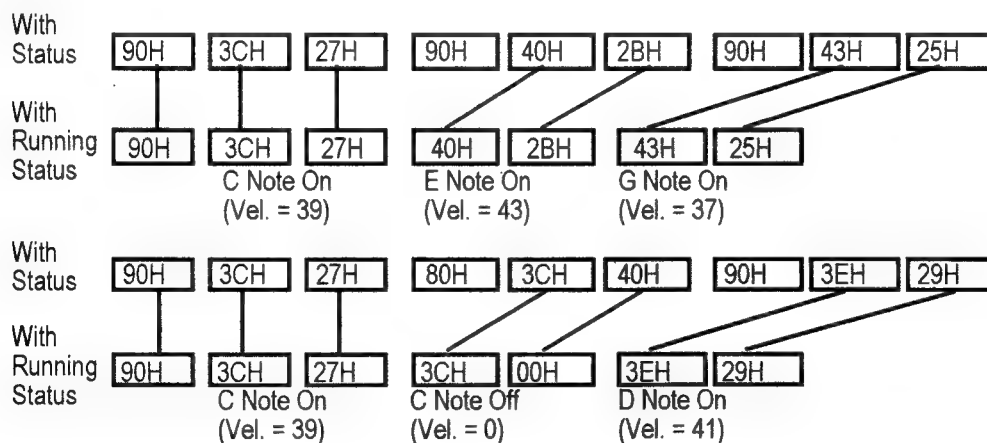 With
Status
90H 3CH 27H 90H 40H 2BH 90H 43H 25H
With
Running
Status
90H 3CH 27H 40H 2BH 43H 25H
C Note On E Note On G Note On
(Vel. = 39) (Vel. = 43) (Vel. = 37)
With
Status
90H 3CH 27H 80H 3CH 40H 90H 3EH 29H
With
Running
Status
90H 3CH 27H 3CH 00H 3EH 29H
C Note On C Note Off D Note On
(Vel. = 39) (Vel. = 0) (Vel. = 41)